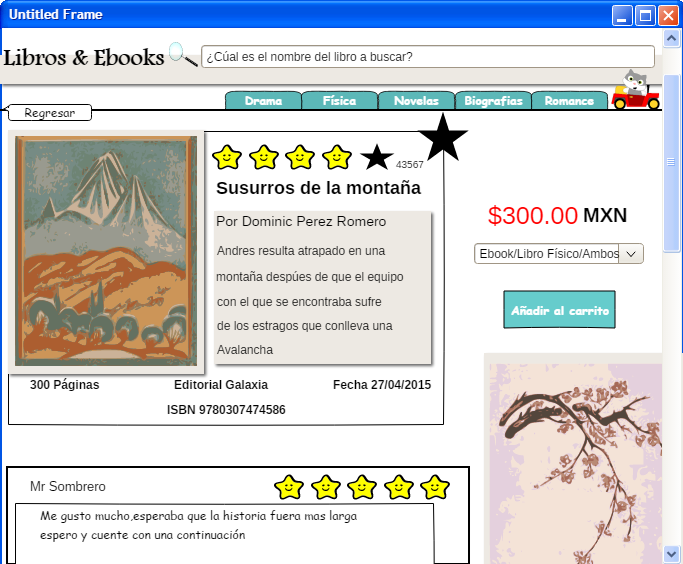 Untitled Frame
Libros & Ebooks
¿Cúal es el nombre del libro a buscar?
Drama
Física
Novelas
Biografias
Romance
Regresar
43567
Susurros de la montaña
Por Dominic Perez Romero
Andres resulta atrapado en una
montaña despúes de que el equipo
con el que se encontraba sufre
de los estragos que conlleva una
Avalancha
$300.00 MXN
Ebook/Libro Físico/Ambos
Añadir al carrito
300 Páginas
Editorial Galaxia
Fecha 27/04/2015
ISBN 9780307474586
Mr Sombrero
Me gusto mucho,esperaba que la historia fuera mas larga
espero y cuente con una continuación